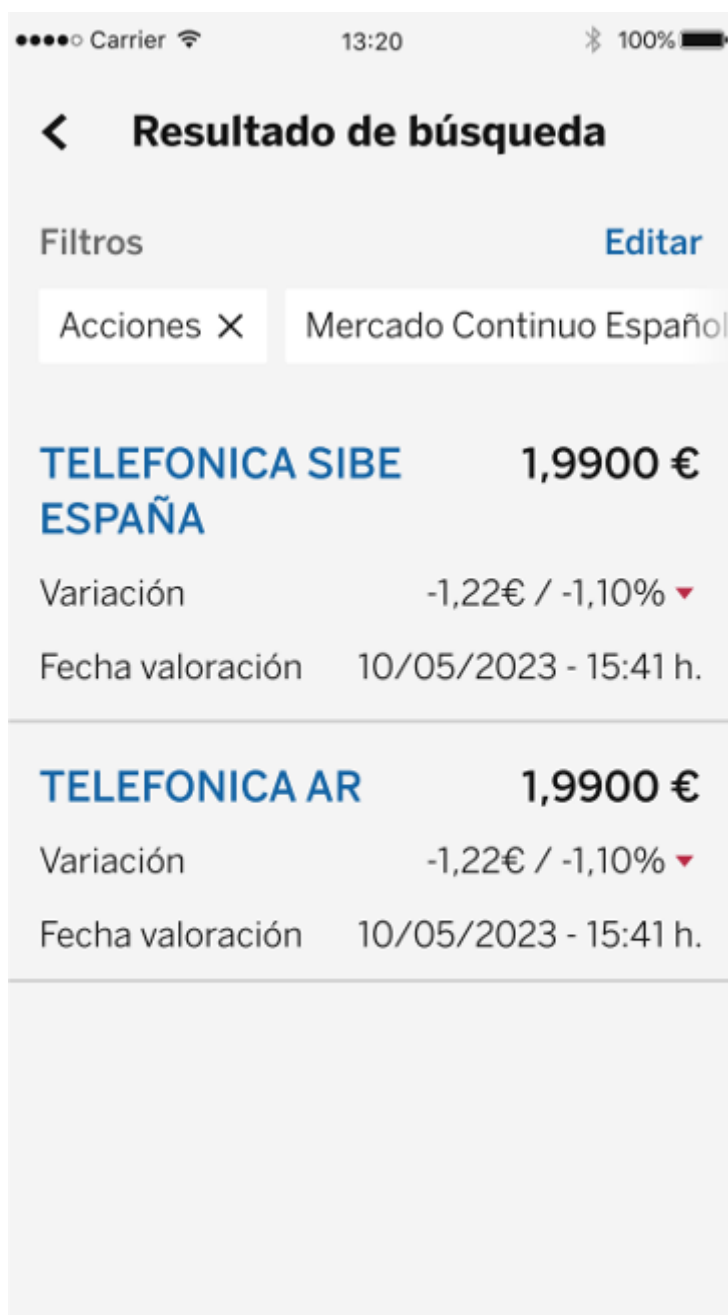 Carrier 13:20 100%
Resultado de búsqueda
Filtros Editar
Acciones X Mercado Continuo Español
TELEFONICA SIBE 1,9900 €
ESPAÑA
Variación -1,22€ / -1,10%
Fecha valoración 10/05/2023 - 15:41 h.
TELEFONICA AR 1,9900 €
Variación -1,22€ / -1,10%
Fecha valoración 10/05/2023 - 15:41 h.